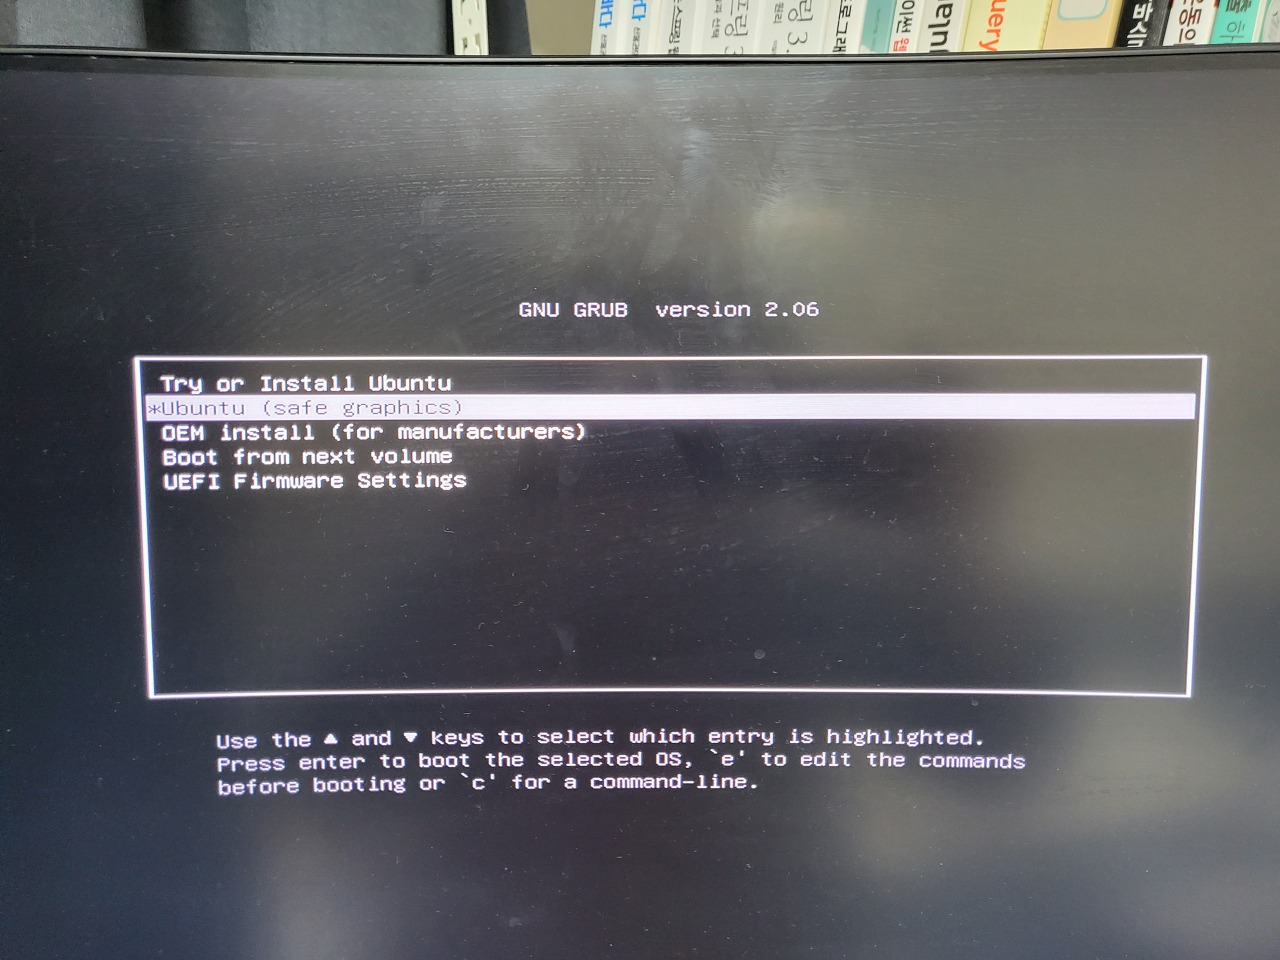 3.
uery
GNU GRUB  version 2.06
Try or Install Ubuntu
*Ubuntu (safe graphics)
OEM install (for manufacturers)
Boot from next volume
UEFI Firmware Settings
Use the ▲ and ▼ keys to select which entry is highlighted.
Press enter to boot the selected OS, `e' to edit the commands
before booting or `c' for a command-line.